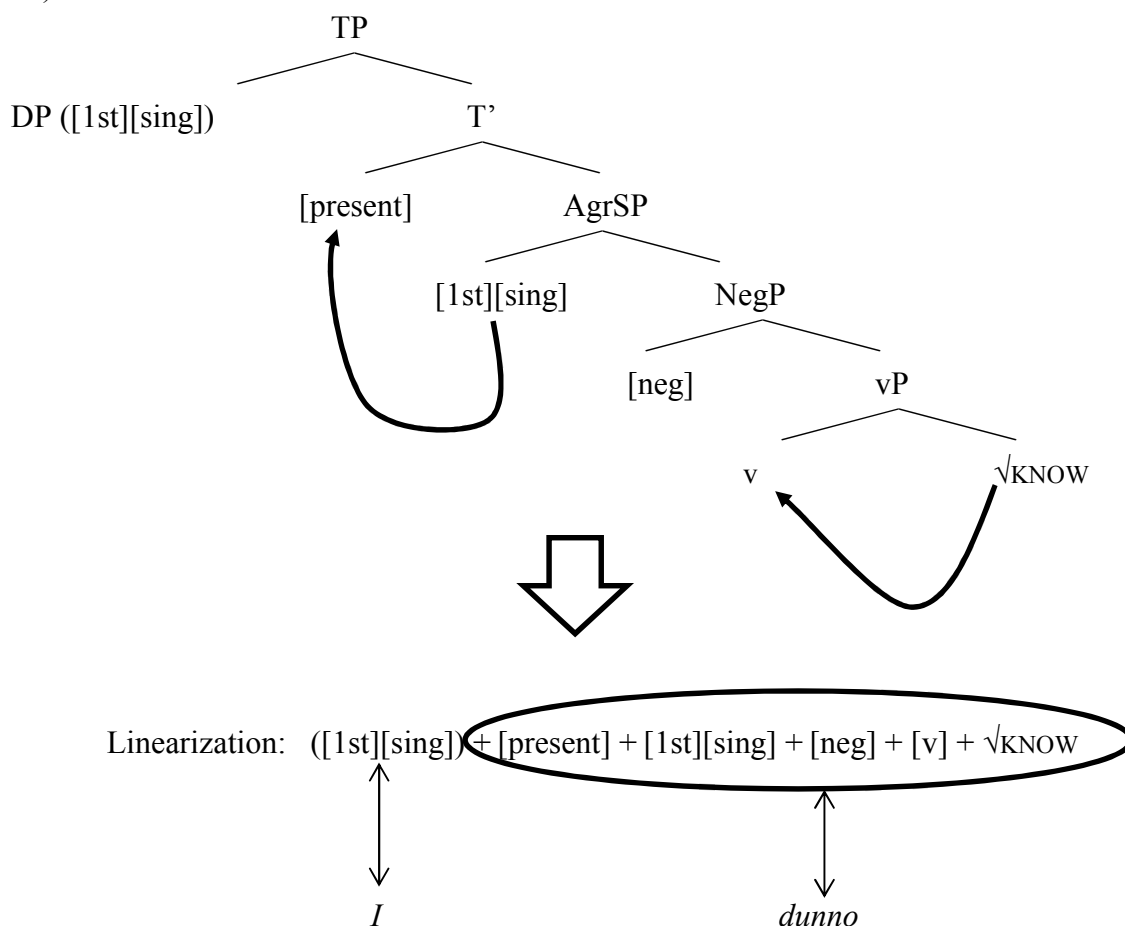 )
TP
DP ([1st][sing]) T’
[present] AgrSP
[1st][sing] NegP
[neg] vP
v √KNOW
Linearization: ([1st][sing]) + [present] + [1st][sing] + [neg] + [v] + √KNOW
I dunno